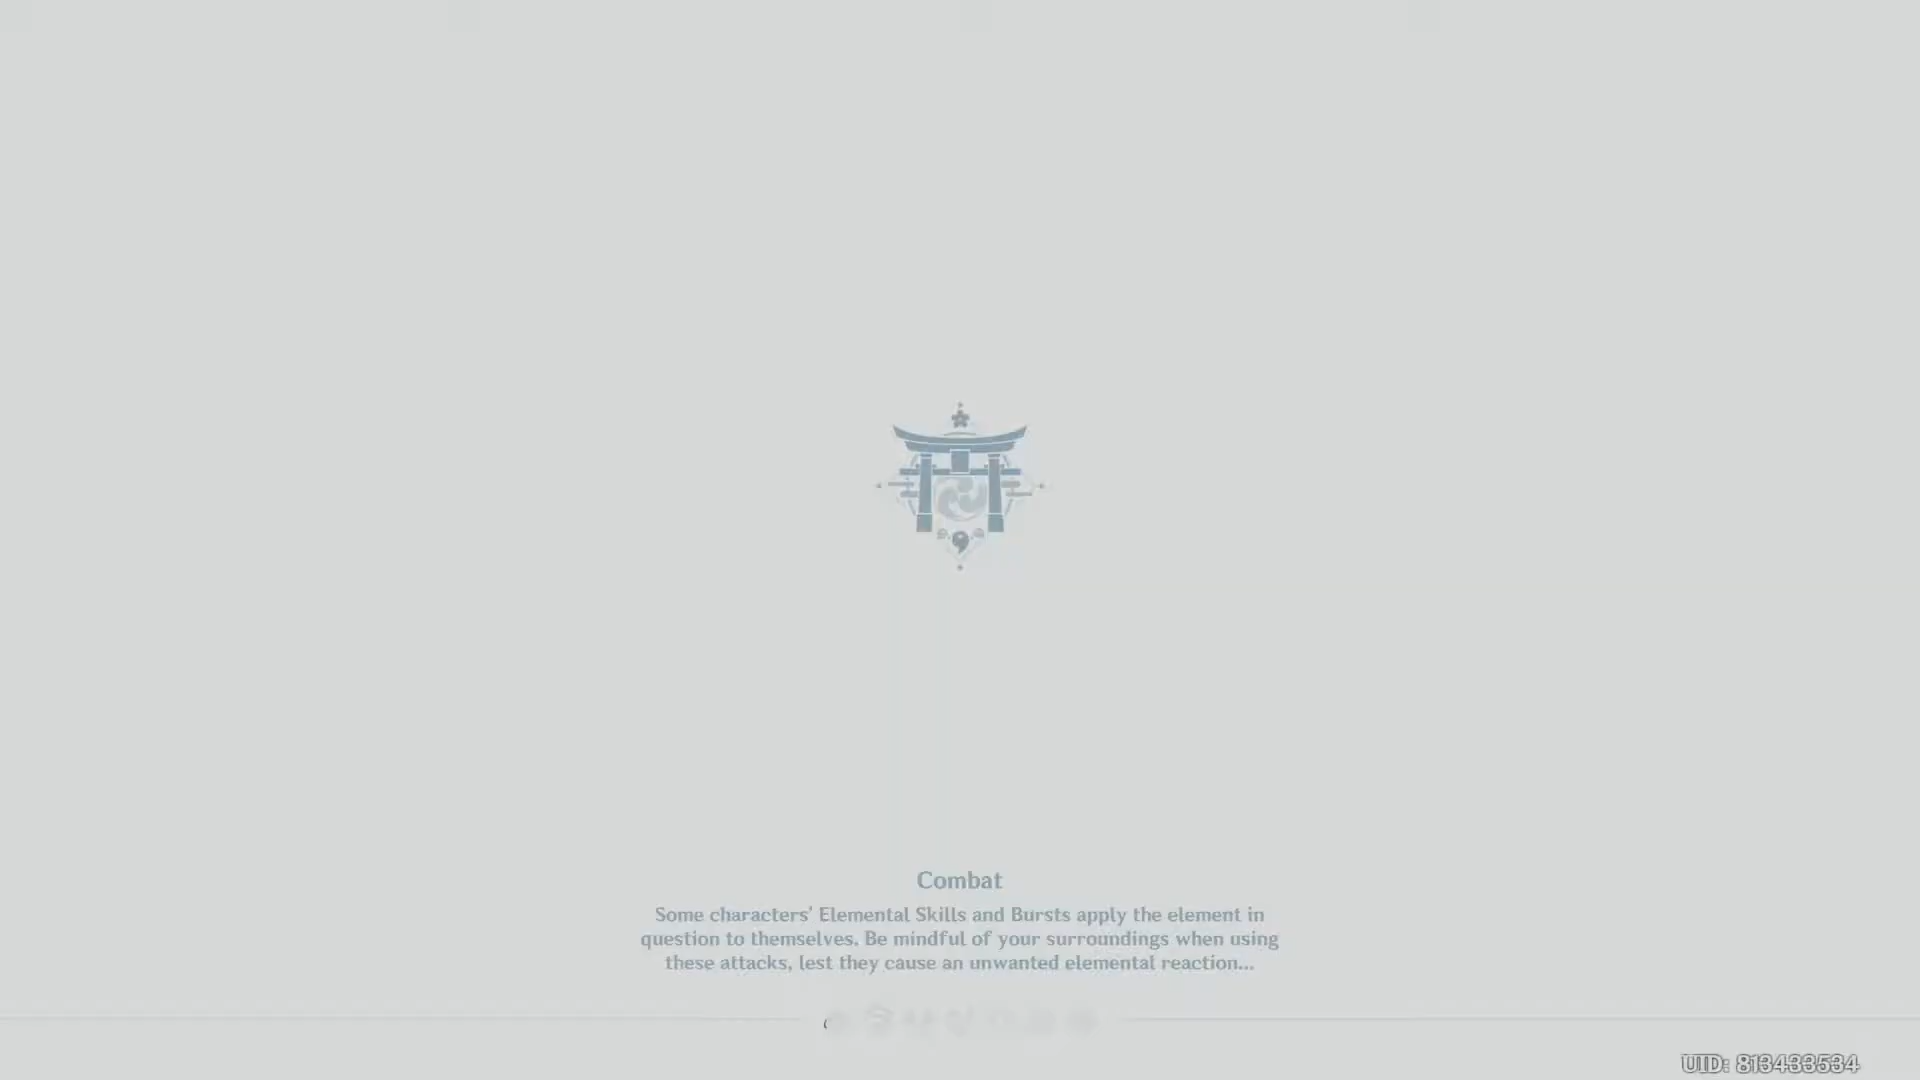 Combat
Some characters' Elemental Skills and Bursts apply the element in
question to themselves. Be mindful of your surroundings when using
these attacks, lest they cause an unwanted elemental reaction...
UID: 813433534